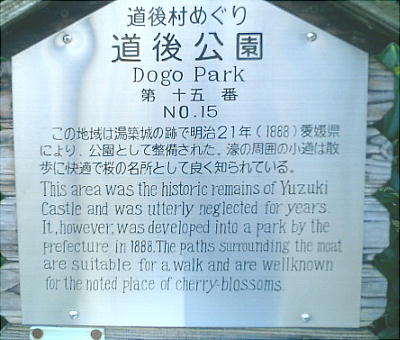 道後村めぐり
道後公園
Dogo Park
第 十五 番
NO.15
この地域は湯築城の跡で明治21年(1888)愛媛県
により、公園として整備された。濠の周囲の小道は散
歩に快適で桜の名所として良く知られている。
This area was the historic remains of Yuzuki
Castle and was utterly neglected for years.
It, however, was developed into a park by the
prefecture in 1888. The paths surrounding the moat
are suitable for a walk and are wellknown
for the noted place of cherry-blossoms.